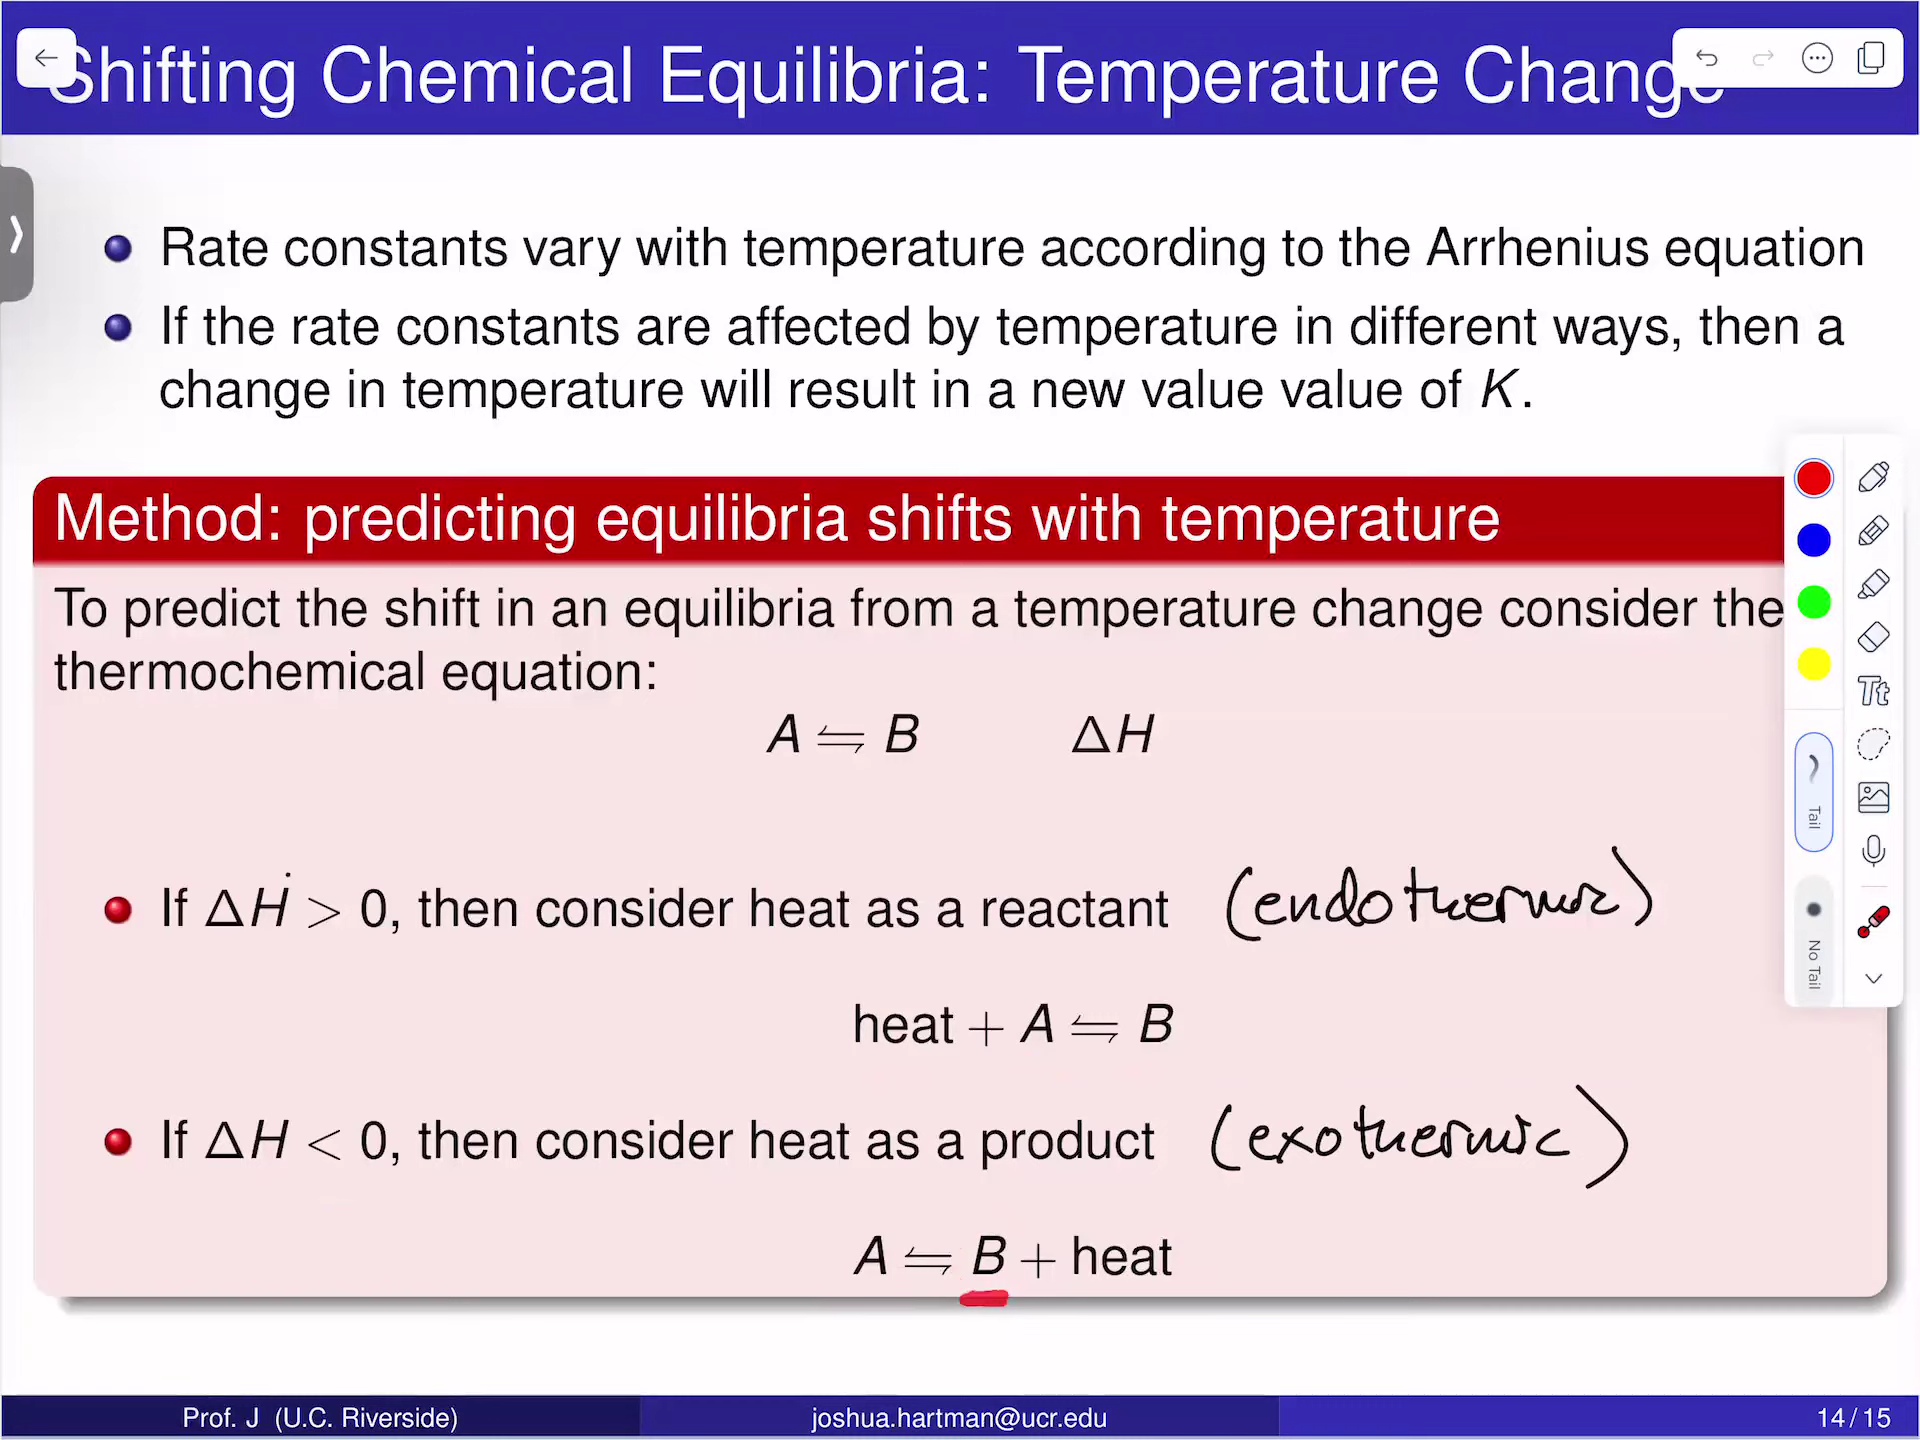 Shifting Chemical Equilibria: Temperature Change
Rate constants vary with temperature according to the Arrhenius equation
If the rate constants are affected by temperature in different ways, then a
change in temperature will result in a new value value of K.
Method: predicting equilibria shifts with temperature
To predict the shift in an equilibria from a temperature change consider the
thermochemical equation:
A ⇋ B ΔH
If ΔH > 0, then consider heat as a reactant (endothermic)
heat + A ⇋ B
If ΔH < 0, then consider heat as a product (exothermic)
A ⇋ B + heat
Tt
Tail
No Tail
Prof. J (U.C. Riverside) joshua.hartman@ucr.edu 14 / 15